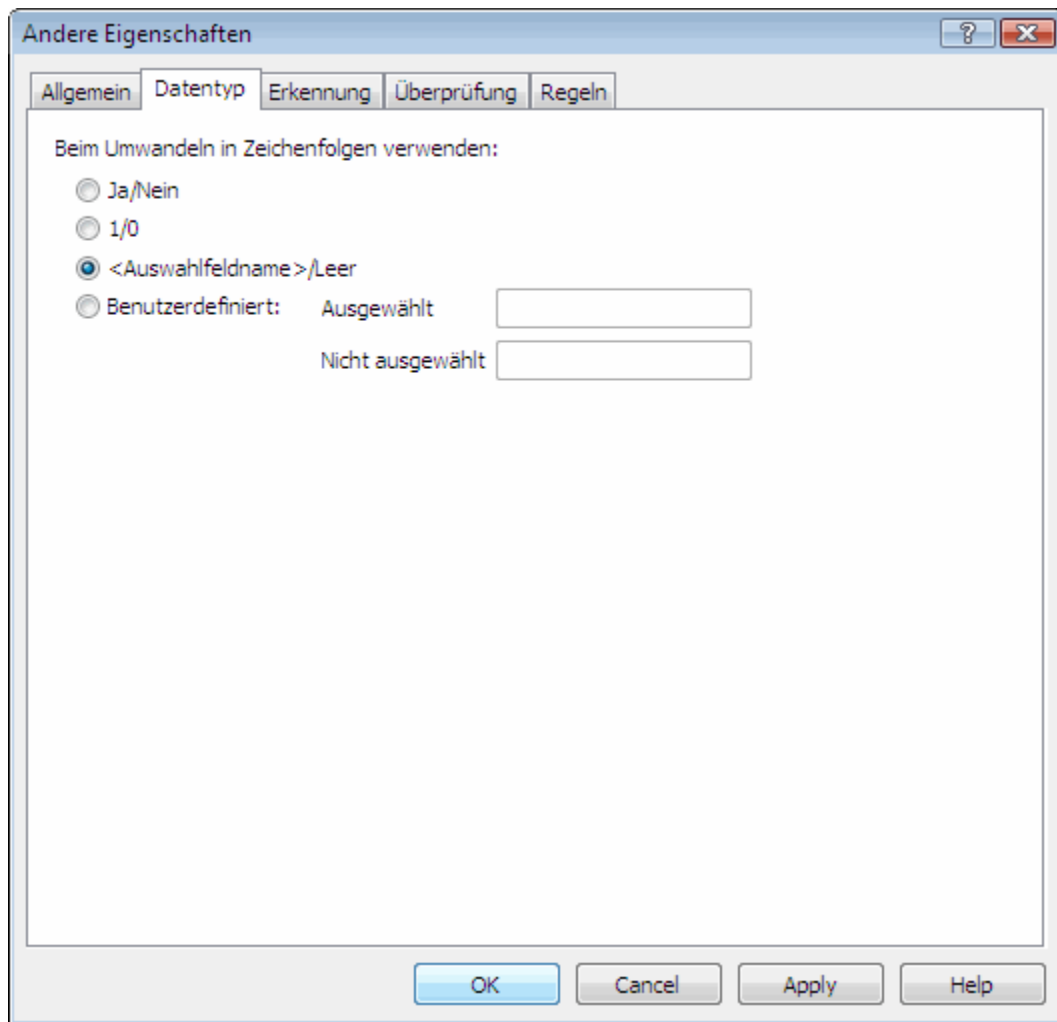 Andere Eigenschaften
Allgemein Datentyp Erkennung Überprüfung Regeln
Beim Umwandeln in Zeichenfolgen verwenden:
Ja/Nein
1/0
<Auswahlfeldname>/Leer
Benutzerdefiniert: Ausgewählt
Nicht ausgewählt
OK Cancel Apply Help